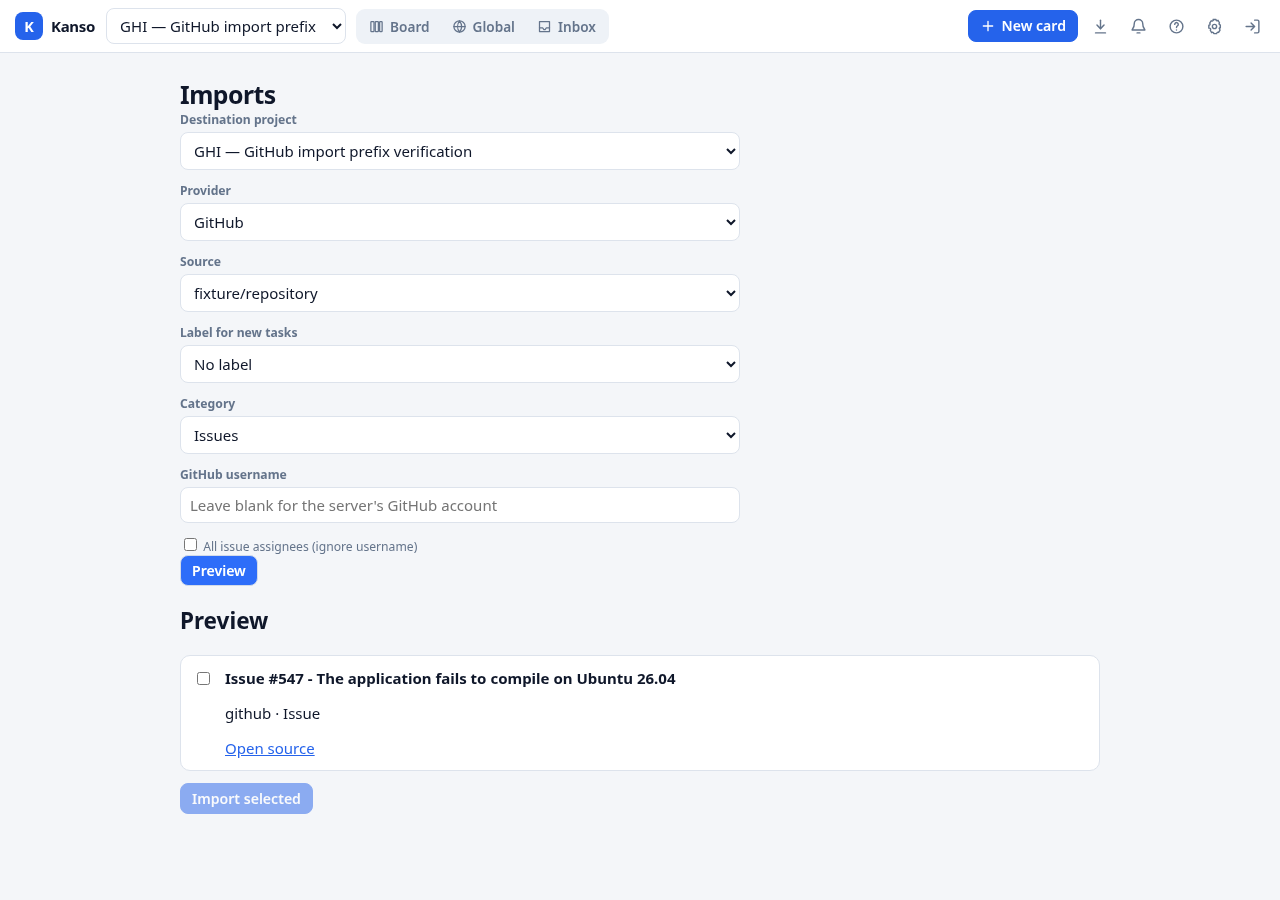 K Kanso GHI — GitHub import prefix Board Global Inbox New card
Imports
Destination project
GHI — GitHub import prefix verification
Provider
GitHub
Source
fixture/repository
Label for new tasks
No label
Category
Issues
GitHub username
Leave blank for the server's GitHub account
All issue assignees (ignore username)
Preview
Preview
Issue #547 - The application fails to compile on Ubuntu 26.04
github · Issue
Open source
Import selected